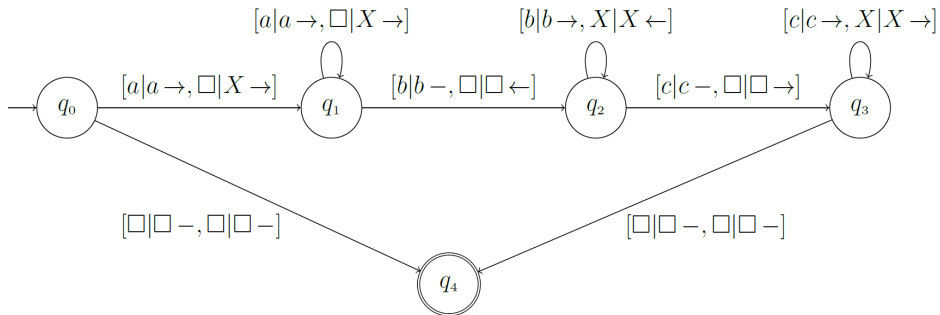 [a|a →, □|X →]
[b|b →, X|X ←]
[c|c →, X|X →]
[a|a →, □|X →]
[b|b −, □|□ ←]
[c|c −, □|□ →]
q₀
q₁
q₂
q₃
[□|□ −, □|□ −]
[□|□ −, □|□ −]
q₄